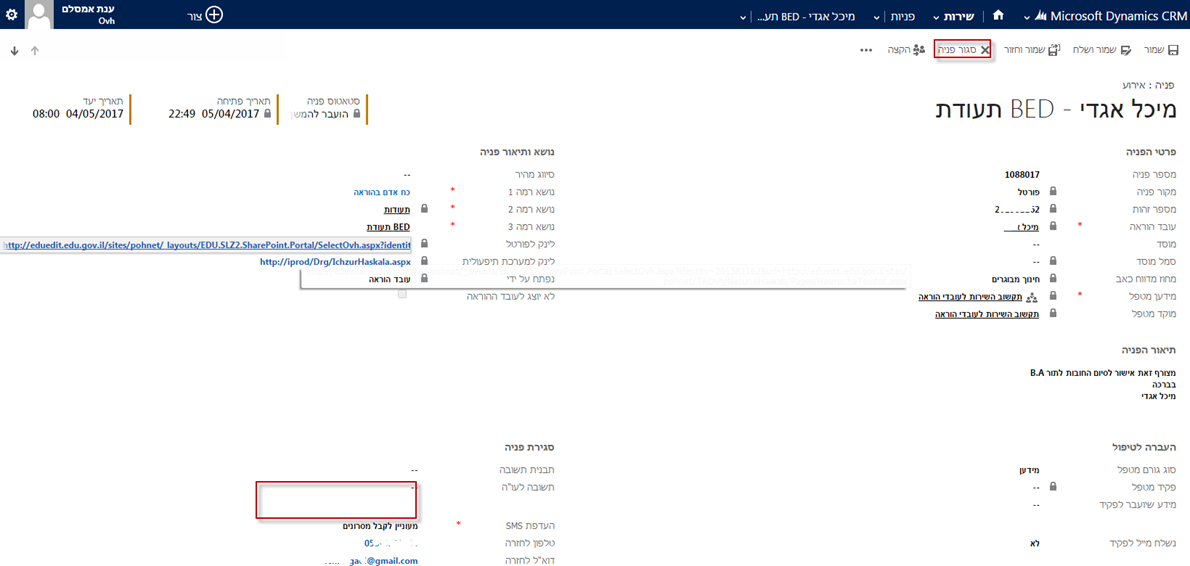 Microsoft Dynamics CRM
שירות
פניות
מיכל אגדי - BED תע...
צור
ענת אמסלם
Ovh
שמור
שמור ושלח
שמור וחזור
סגור פניה
הקצה
פניה : אירוע
מיכל אגדי - BED תעודת
סטאטוס פניה
הועבר להמש
תאריך פתיחה
05/04/2017 22:49
תאריך יעד
04/05/2017 08:00
פרטי הפניה
מספר פניה 1088017
מקור פניה פורטל
מספר זהות
עובד הוראה * מיכל
מוסד --
סמל מוסד --
מחוז מדווח כאב חינוך מבוגרים
מידען מטפל * תקשוב השירות לעובדי הוראה
מוקד מטפל תקשוב השירות לעובדי הוראה
נושא ותיאור פניה
סיווג מהיר --
נושא רמה 1 * כח אדם בהוראה
נושא רמה 2 * תעודות
נושא רמה 3 * BED תעודת
לינק לפורטל http://eduedit.edu.gov.il/sites/pohnet/_layouts/EDU.SLZ2.SharePoint.Portal/SelectOvh.aspx?identit
לינק למערכת תיפעולית http://iprod/Drg/IchzurHaskala.aspx
נפתח על ידי עובד הוראה
לא יוצג לעובד ההוראה
תיאור הפניה
מצורף זאת אישור לסיום החובות לתור B.A
בברכה
מיכל אגדי
העברה לטיפול
סוג גורם מטפל מידען
פקיד מטפל --
מידע שיועבר לפקיד --
נשלח מייל לפקיד לא
סגירת פניה
תבנית תשובה --
תשובה לעו"ה
העדפת SMS * מעוניין לקבל מסרונים
טלפון לחזרה
דוא"ל לחזרה @gmail.com